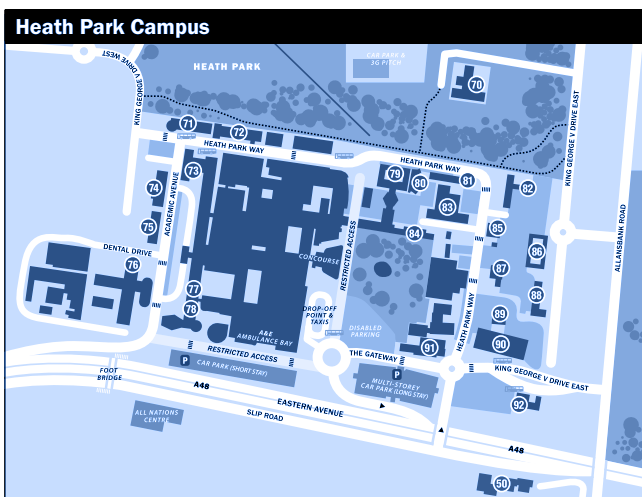 Heath Park Campus
CAR PARK &
3G PITCH
HEATH PARK
KING GEORGE V DRIVE WEST
70
KING GEORGE V DRIVE EAST
71
72
HEATH PARK WAY
HEATH PARK WAY
73
79
80
81
82
74
ACADEMIC AVENUE
83
ALLANSBANK ROAD
75
84
85
RESTRICTED ACCESS
DENTAL DRIVE
86
76
CONCOURSE
87
77
88
78
DROP-OFF
POINT &
TAXIS
HEATH PARK WAY
89
A&E
AMBULANCE BAY
DISABLED
PARKING
90
91
RESTRICTED ACCESS
THE GATEWAY
P
CAR PARK (SHORT STAY)
P
KING GEORGE V DRIVE EAST
FOOT
BRIDGE
MULTI-STOREY
CAR PARK (LONG STAY)
A48
EASTERN AVENUE
92
ALL NATIONS
CENTRE
SLIP ROAD
A48
50